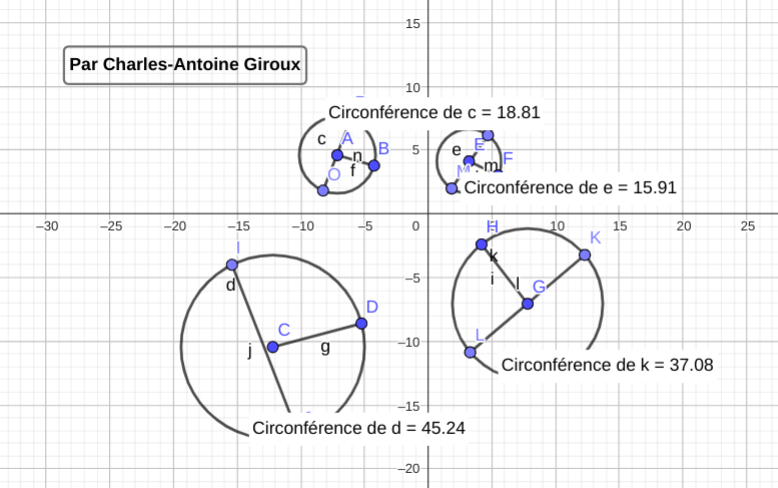 15
Par Charles-Antoine Giroux
10
Circonférence de c = 18.81
c A B
n
f
O
5
e E F
m
M
Circonférence de e = 15.91
–30 –25 –20 –15 –10 –5 0 10 15 20 25
H K
k
i l G
I
d
–5
D
C
j g
–10
L
Circonférence de k = 37.08
–15
Circonférence de d = 45.24
–20